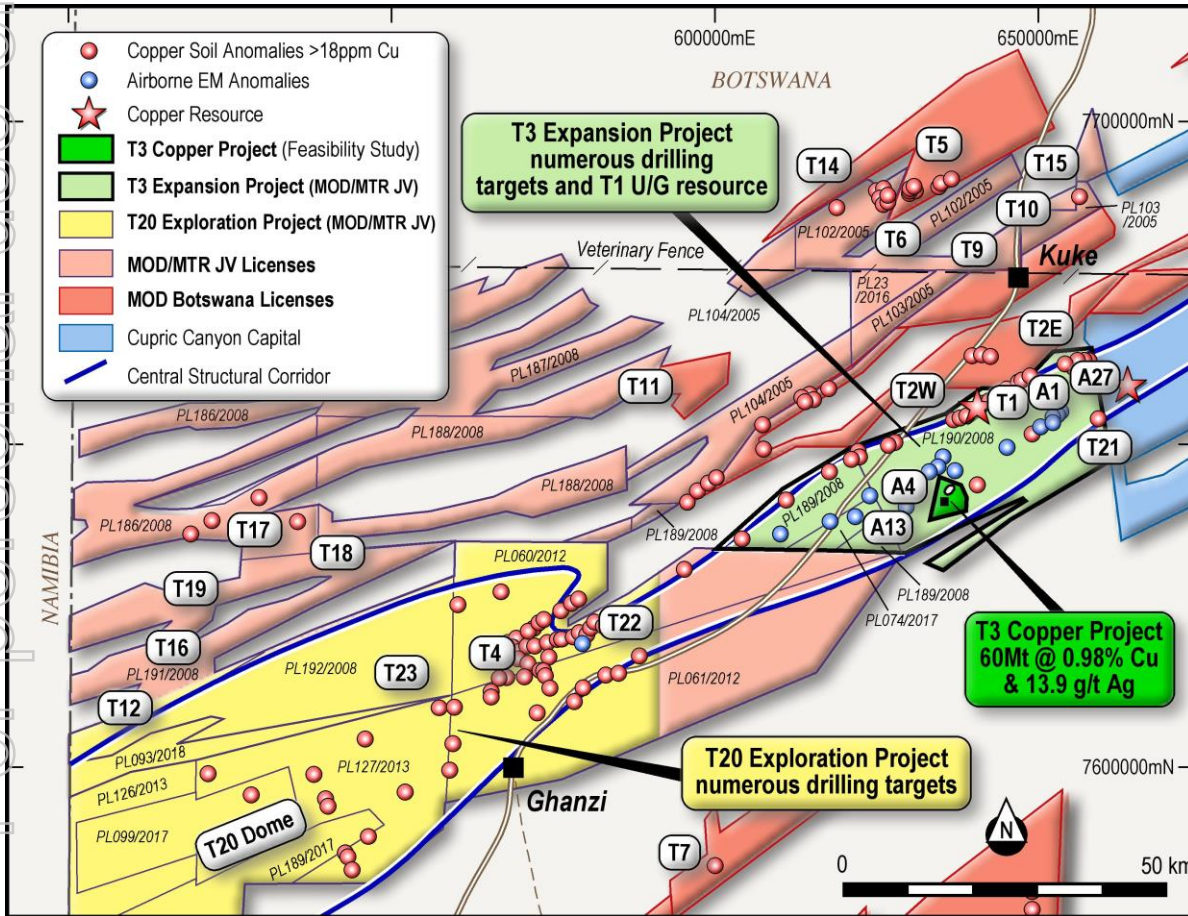 600000mE
650000mE
7700000mN
7600000mN
BOTSWANA
NAMIBIA
Copper Soil Anomalies >18ppm Cu
Airborne EM Anomalies
Copper Resource
T3 Copper Project (Feasibility Study)
T3 Expansion Project (MOD/MTR JV)
T20 Exploration Project (MOD/MTR JV)
MOD/MTR JV Licenses
MOD Botswana Licenses
Cupric Canyon Capital
Central Structural Corridor
T3 Expansion Project
numerous drilling
targets and T1 U/G resource
T14
T5
T15
T10
T6
T9
PL102/2005
PL102/2005
PL103
/2005
Veterinary Fence
Kuke
PL23
/2016
PL103/2005
PL104/2005
T2E
T11
PL187/2008
PL104/2005
T2W
T1
A1
A27
PL186/2008
PL188/2008
PL190/2008
T21
PL188/2008
PL189/2008
A4
PL186/2008
T17
PL189/2008
A13
T18
PL060/2012
PL189/2008
T19
PL074/2017
T3 Copper Project
60Mt @ 0.98% Cu
& 13.9 g/t Ag
T16
T22
PL191/2008
PL192/2008
T23
T4
PL061/2012
T12
PL093/2018
PL127/2013
T20 Exploration Project
numerous drilling targets
PL126/2013
Ghanzi
PL099/2017
T20 Dome
PL189/2017
T7
N
0
50 km